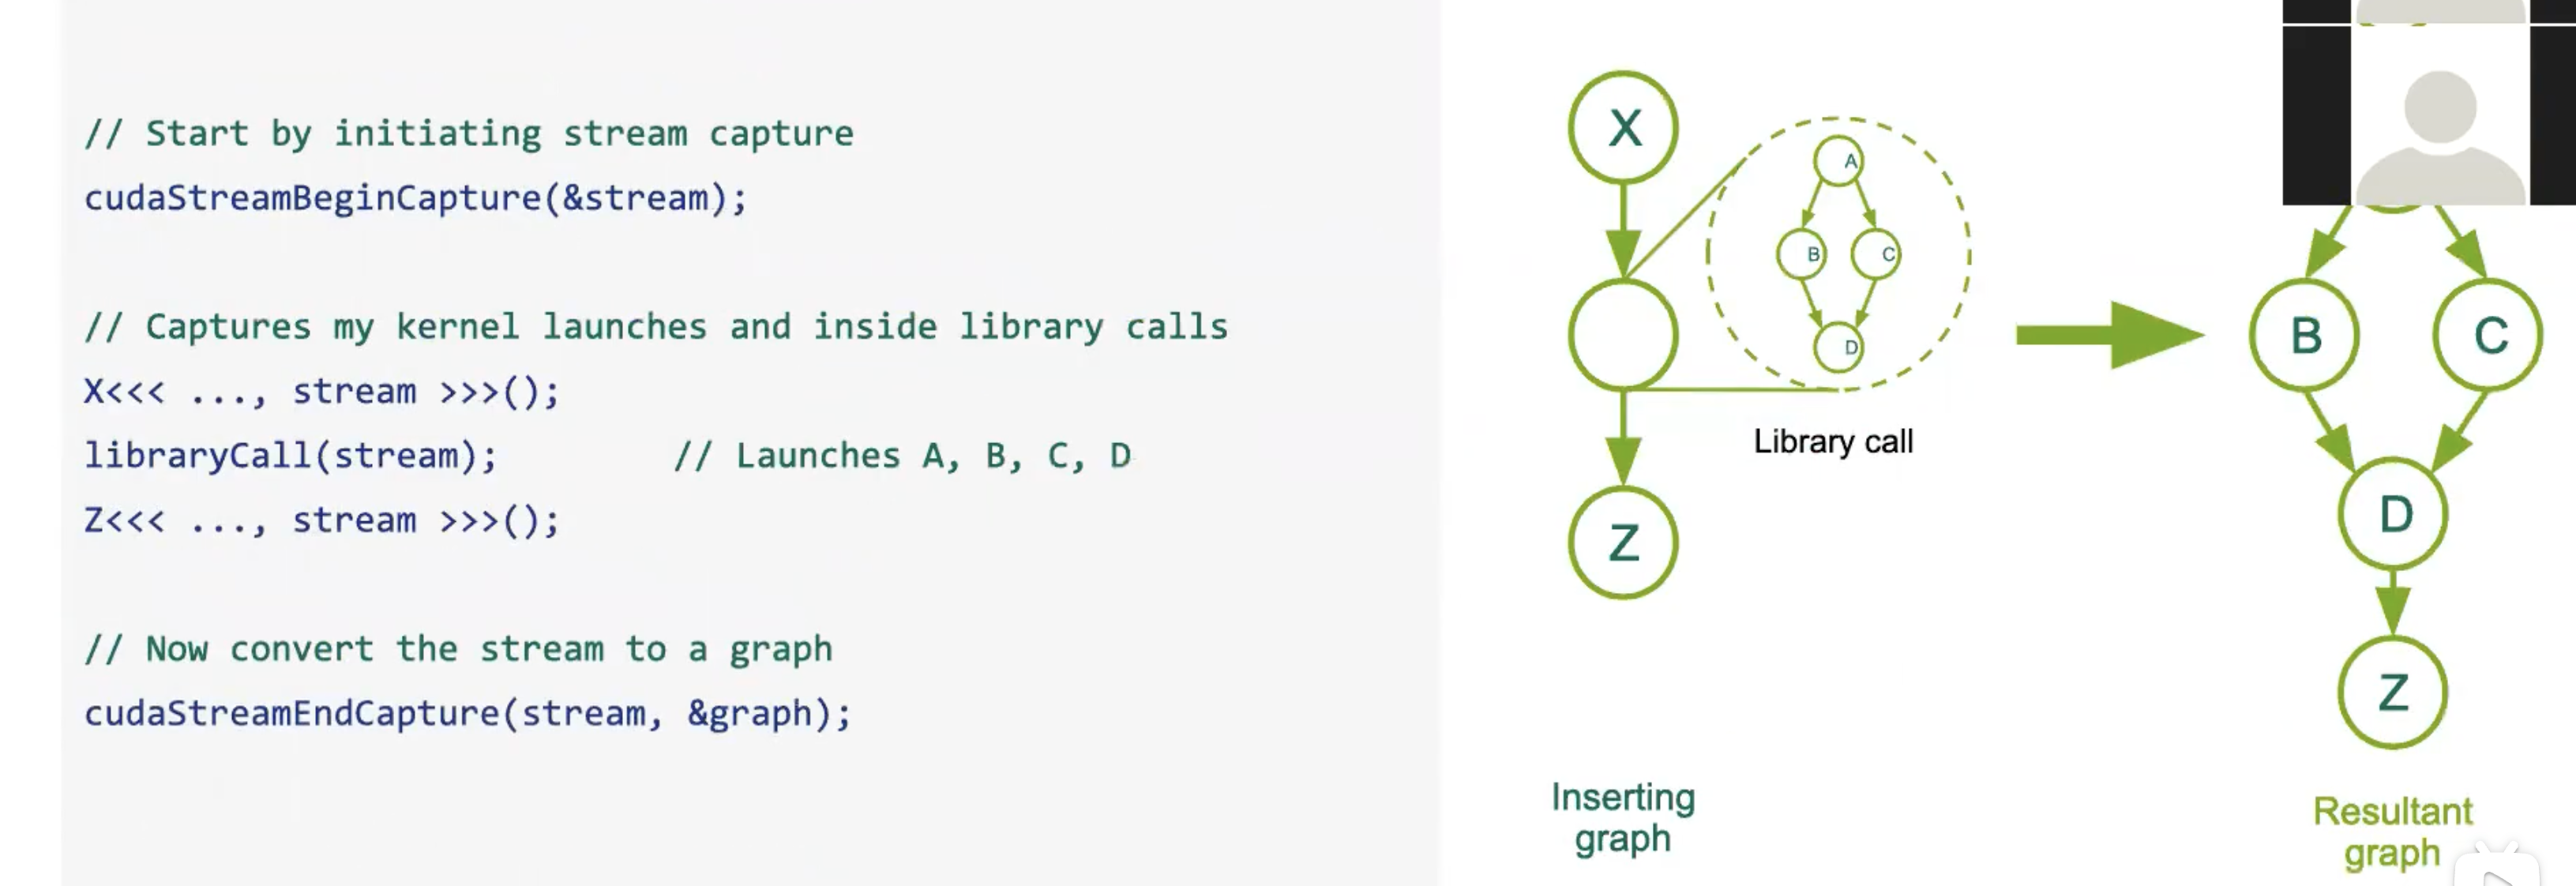 // Start by initiating stream capture
cudaStreamBeginCapture(&stream);
// Captures my kernel launches and inside library calls
X<<< ..., stream >>>();
libraryCall(stream);          // Launches A, B, C, D
Z<<< ..., stream >>>();
// Now convert the stream to a graph
cudaStreamEndCapture(stream, &graph);
X
Z
A
B
C
D
Library call
Inserting
graph
B
C
D
Z
Resultant
graph